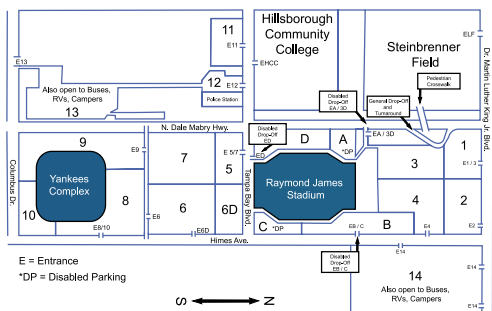 Hillsborough
Community
College
Steinbrenner
Field
Dr. Martin Luther King Jr. Blvd.
ELF
11
E11
E13
EHCC
Pedestrian
Crosswalk
12
E12
Police Station
Also open to Buses,
RVs, Campers
13
Disabled
Drop-Off
EA / 3D
General Drop-Off
and
Turnaround
N. Dale Mabry Hwy.
Disabled
Drop-Off
ED
EA / 3D
Columbus Dr.
9
E9
7
E 5/7
5
ED
D
A
*DP
3
1
E1 / 3
Yankees
Complex
Tampa Bay Blvd.
Raymond James
Stadium
10
8
E6
6
6D
4
2
C
*DP
B
E8/10
E6D
EB / C
E4
E2
Himes Ave.
E = Entrance
*DP = Disabled Parking
Disabled
Drop-Off
EB / C
E14
14
E14
Also open to Buses,
RVs, Campers
E14
S
N